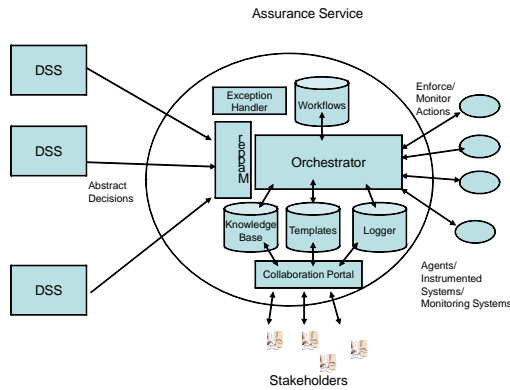 Assurance Service
DSS
DSS
DSS
Abstract
Decisions
Exception
Handler
Workflows
Mapper
Orchestrator
Knowledge
Base
Templates
Logger
Collaboration Portal
Enforce/
Monitor
Actions
Agents/
Instrumented
Systems/
Monitoring Systems
Stakeholders